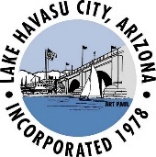 LAKE HAVASU CITY, ARIZONA
INCORPORATED 1978